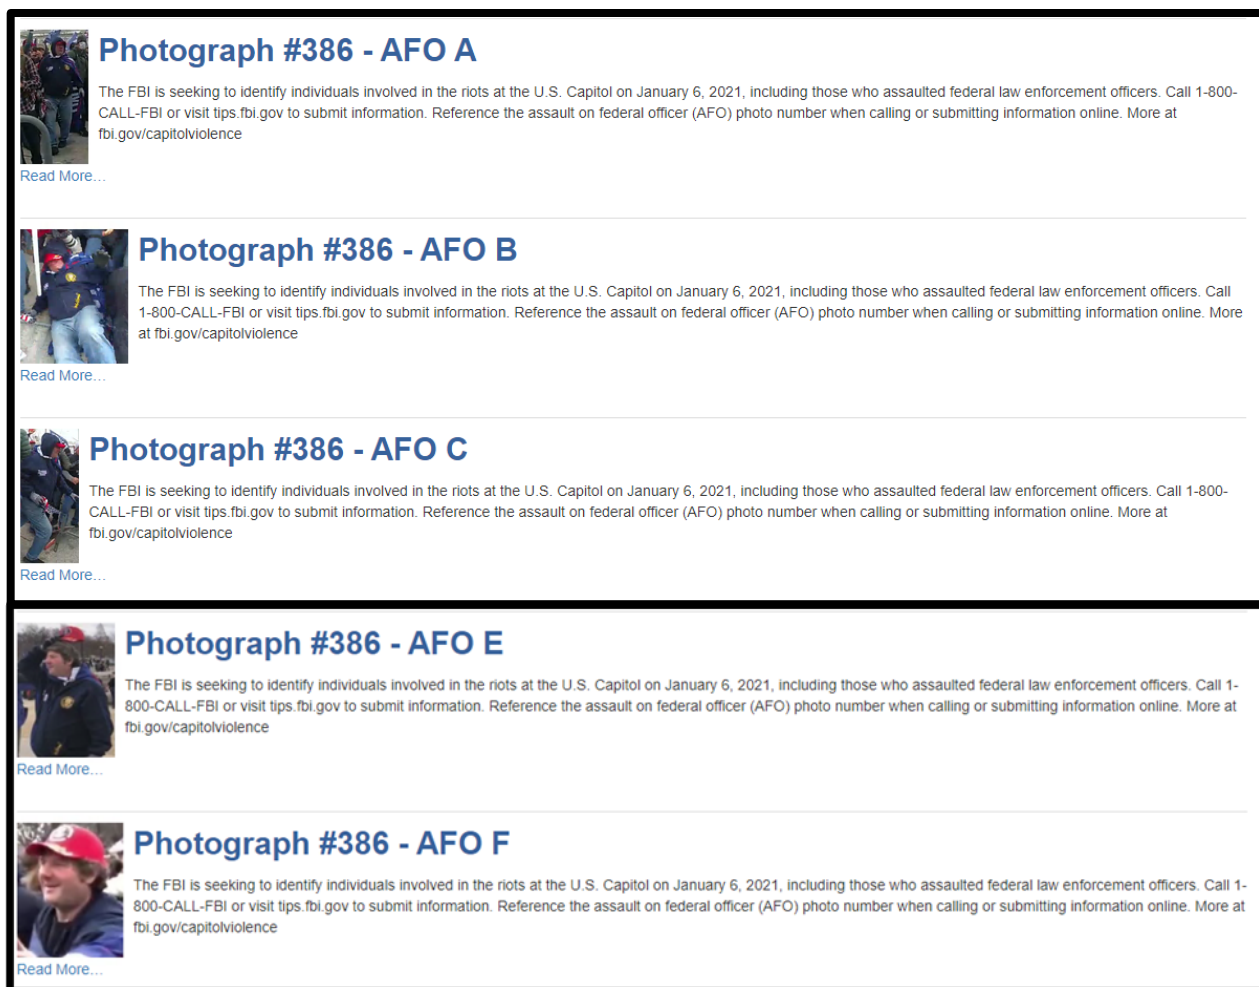 Photograph #386 - AFO A
The FBI is seeking to identify individuals involved in the riots at the U.S. Capitol on January 6, 2021, including those who assaulted federal law enforcement officers. Call 1-800-
CALL-FBI or visit tips.fbi.gov to submit information. Reference the assault on federal officer (AFO) photo number when calling or submitting information online. More at
fbi.gov/capitolviolence
Read More...
Photograph #386 - AFO B
The FBI is seeking to identify individuals involved in the riots at the U.S. Capitol on January 6, 2021, including those who assaulted federal law enforcement officers. Call
1-800-CALL-FBI or visit tips.fbi.gov to submit information. Reference the assault on federal officer (AFO) photo number when calling or submitting information online. More
at fbi.gov/capitolviolence
Read More...
Photograph #386 - AFO C
The FBI is seeking to identify individuals involved in the riots at the U.S. Capitol on January 6, 2021, including those who assaulted federal law enforcement officers. Call 1-800-
CALL-FBI or visit tips.fbi.gov to submit information. Reference the assault on federal officer (AFO) photo number when calling or submitting information online. More at
fbi.gov/capitolviolence
Read More...
Photograph #386 - AFO E
The FBI is seeking to identify individuals involved in the riots at the U.S. Capitol on January 6, 2021, including those who assaulted federal law enforcement officers. Call 1-
800-CALL-FBI or visit tips.fbi.gov to submit information. Reference the assault on federal officer (AFO) photo number when calling or submitting information online. More at
fbi.gov/capitolviolence
Read More...
Photograph #386 - AFO F
The FBI is seeking to identify individuals involved in the riots at the U.S. Capitol on January 6, 2021, including those who assaulted federal law enforcement officers. Call 1-
800-CALL-FBI or visit tips.fbi.gov to submit information. Reference the assault on federal officer (AFO) photo number when calling or submitting information online. More at
fbi.gov/capitolviolence
Read More...